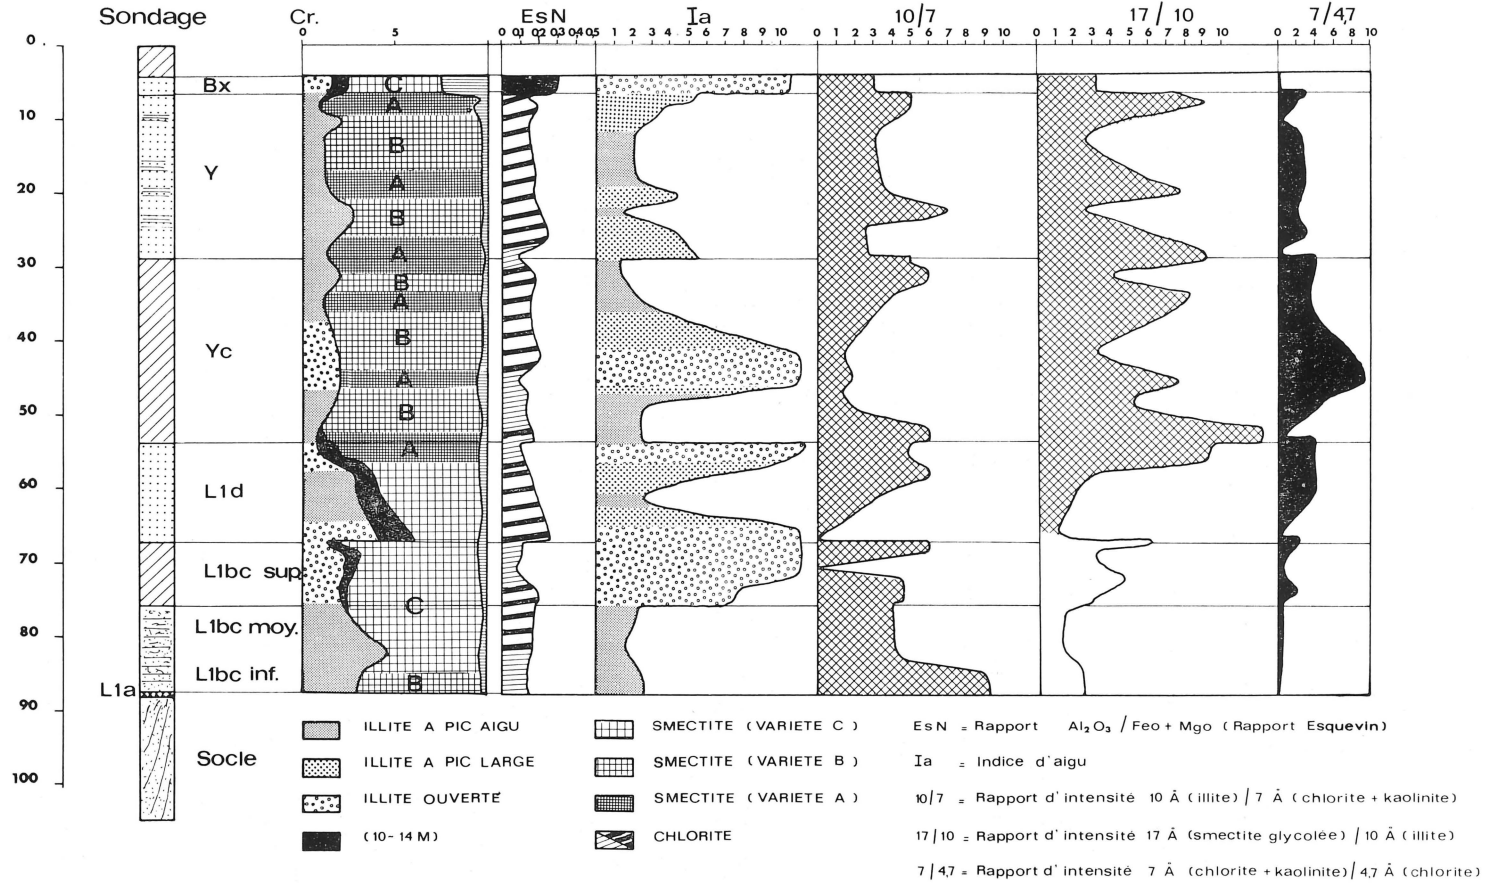 Sondage Cr. EsN Ia 10/7 17/10 7/4,7
0 5 0 0,1 0,2 0,3 0,4 0,5 1 2 3 4 5 6 7 8 9 10 0 1 2 3 4 5 6 7 8 9 10 0 1 2 3 4 5 6 7 8 9 10 0 2 4 6 8 10
0
Bx C
A
10
B
Y
A
20
B
A
30
B
A
B
40
Yc
A
50
B
A
60
L1d
70
L1bc sup.
C
80
L1bc moy.
L1bc inf. B
L1a
90
Socle
100
ILLITE A PIC AIGU
ILLITE A PIC LARGE
ILLITE OUVERTE
(10-14 M)
SMECTITE (VARIETE C)
SMECTITE (VARIETE B)
SMECTITE (VARIETE A)
CHLORITE
EsN = Rapport Al₂O₃ / Feo + Mgo (Rapport Esquevin)
Ia = Indice d'aigu
10/7 = Rapport d'intensité 10 Å (illite) / 7 Å (chlorite + kaolinite)
17/10 = Rapport d'intensité 17 Å (smectite glycolée) / 10 Å (illite)
7/4,7 = Rapport d'intensité 7 Å (chlorite + kaolinite) / 4,7 Å (chlorite)